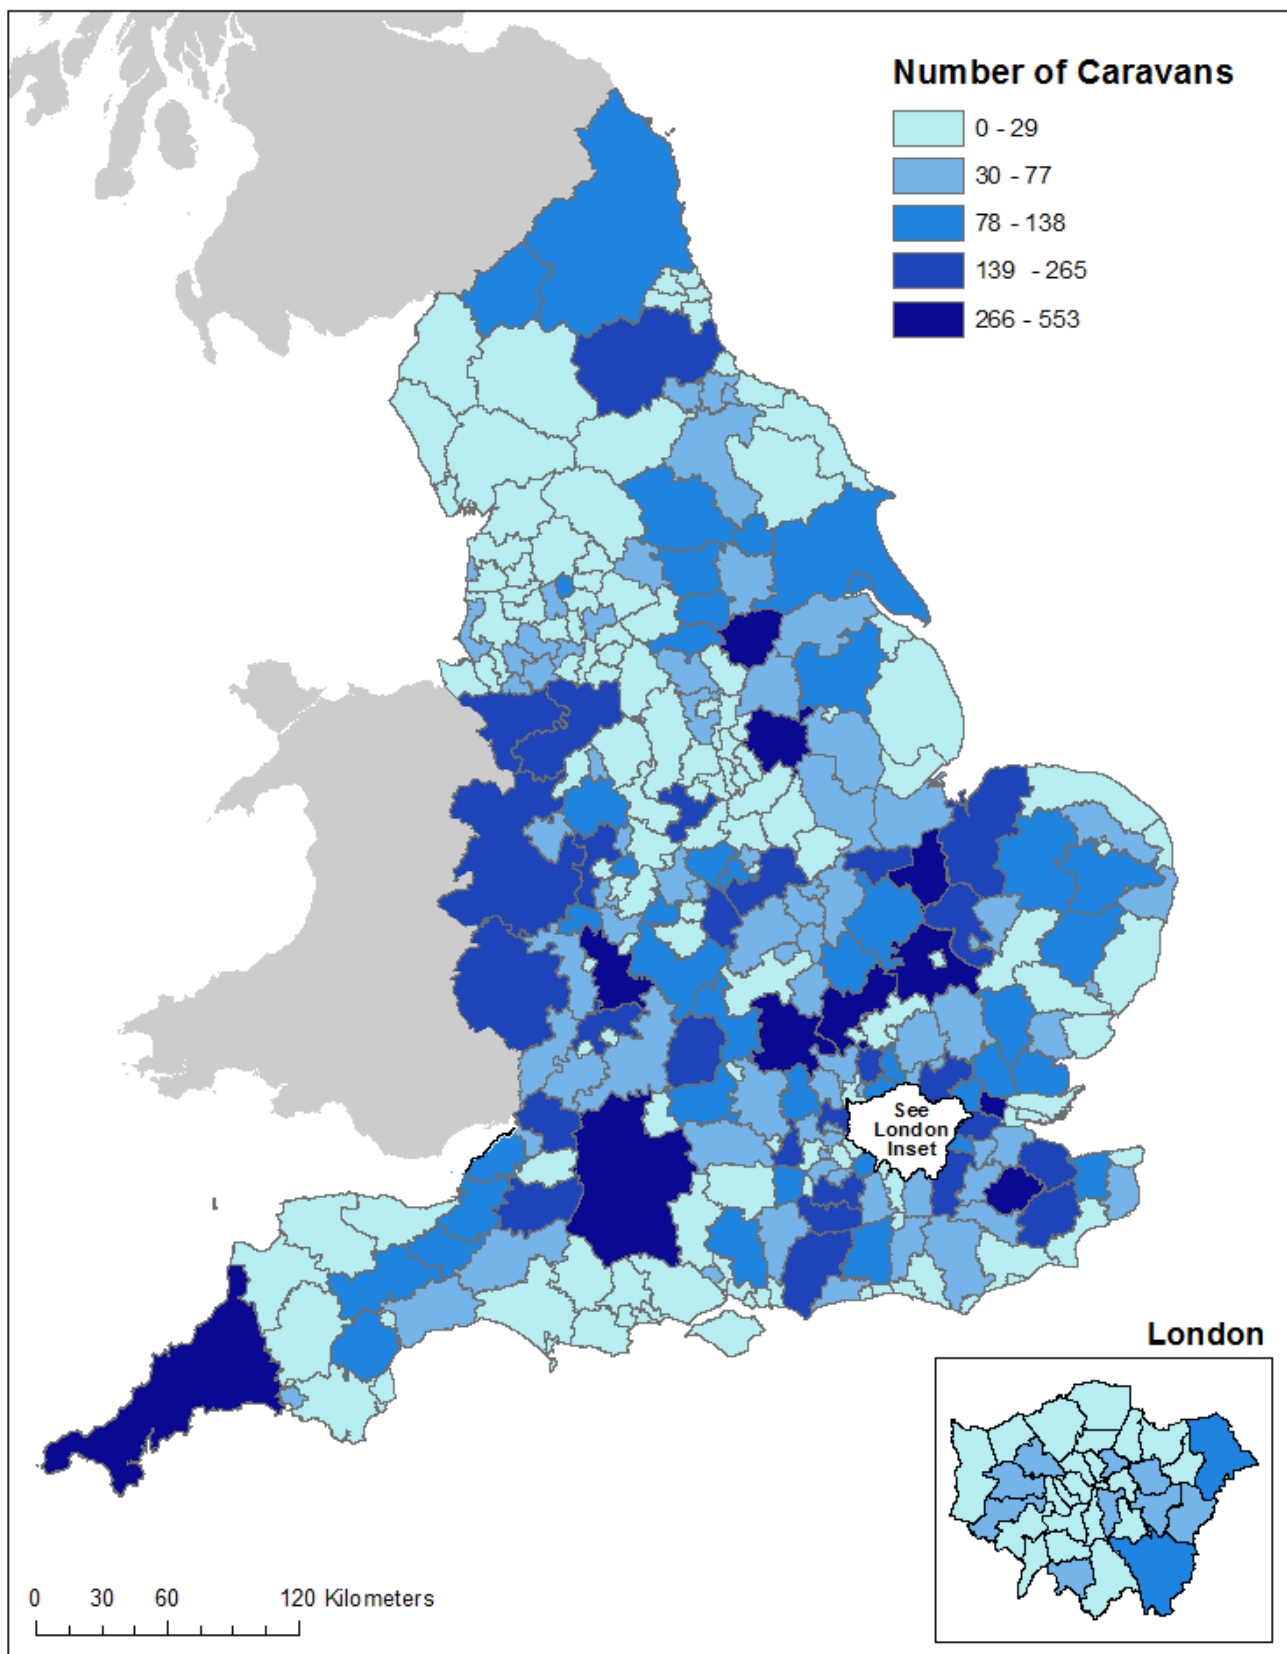 Number of Caravans
0 - 29
30 - 77
78 - 138
139 - 265
266 - 553
See
London
Inset
London
0 30 60 120 Kilometers